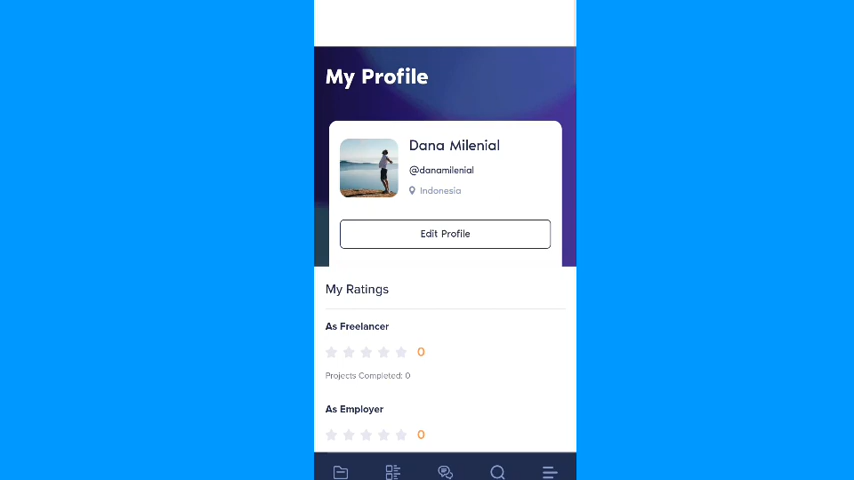 My Profile
Dana Milenial
@danamilenial
Indonesia
Edit Profile
My Ratings
As Freelancer
0
Projects Completed: 0
As Employer
0